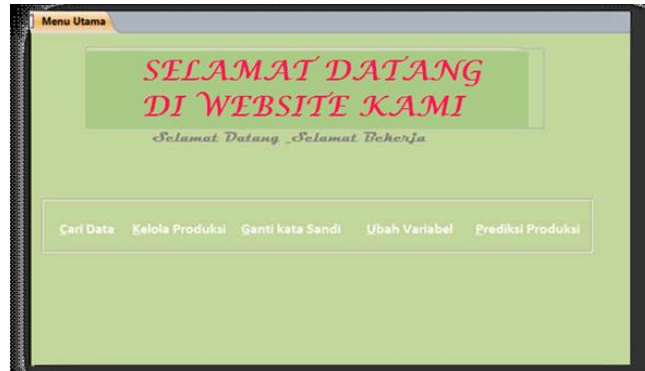 Menu Utama
SELAMAT DATANG
DI WEBSITE KAMI
Selamat Datang _Selamat Bekerja
Cari Data Kelola Produksi Ganti kata Sandi Ubah Variabel Prediksi Produksi